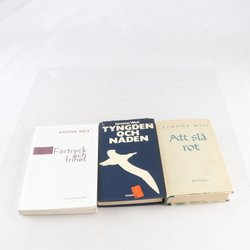 SIMONE WEIL
Förtryck
och
frihet
Simone Weil
TYNGDEN
OCH
NÅDEN
SIMONE WEIL
Att slå
rot